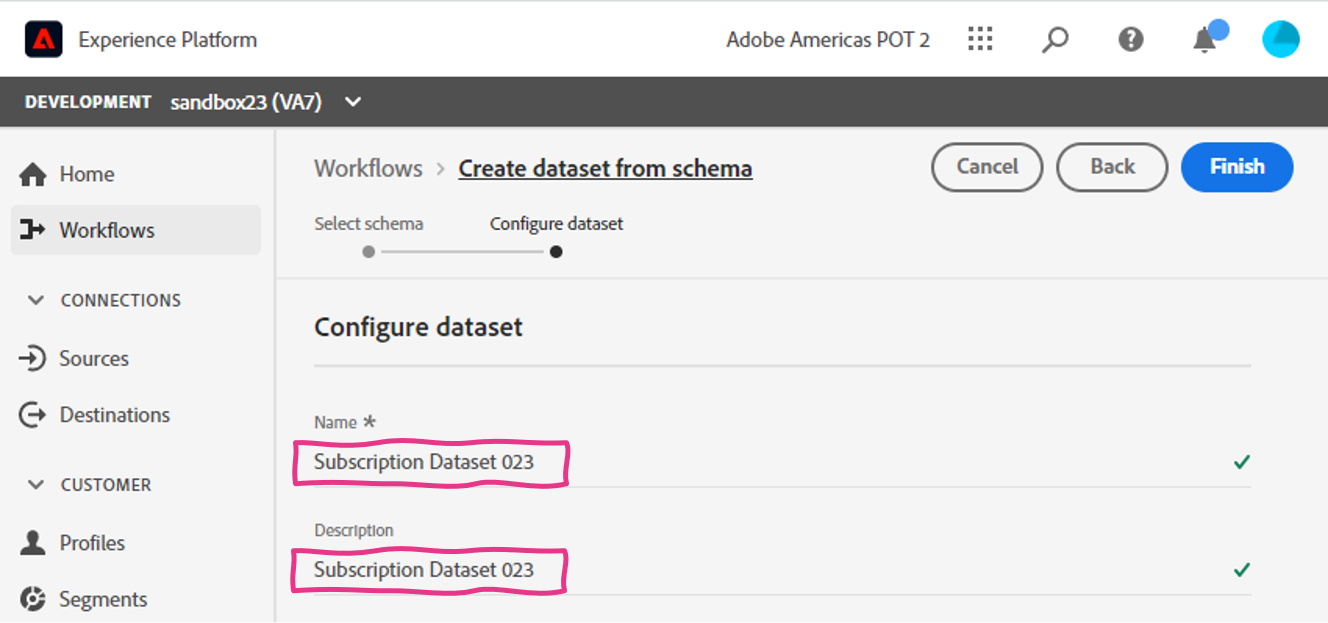 Experience Platform
Adobe Americas POT 2
DEVELOPMENT sandbox23 (VA7)
Home
Workflows
CONNECTIONS
Sources
Destinations
CUSTOMER
Profiles
Segments
Workflows > Create dataset from schema
Cancel
Back
Finish
Select schema
Configure dataset
Configure dataset
Name *
Subscription Dataset 023
Description
Subscription Dataset 023